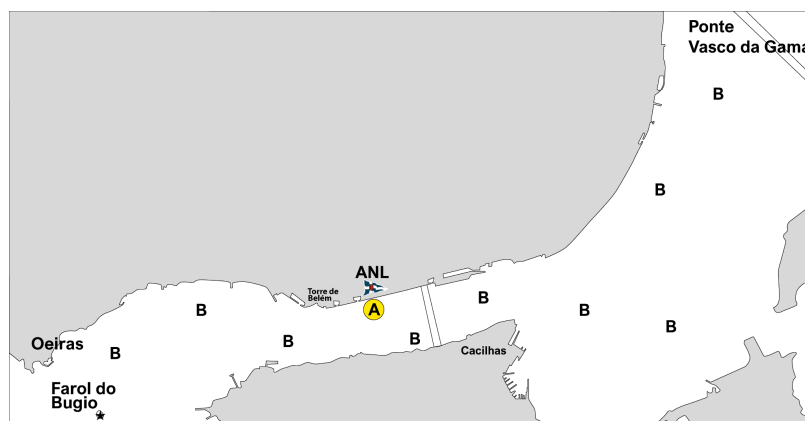 Ponte
Vasco da Gama
B
B
ANL
Torre de
Belém
B
A
B
B
B
B
B
Oeiras
B
B
Cacilhas
Farol do
Bugio